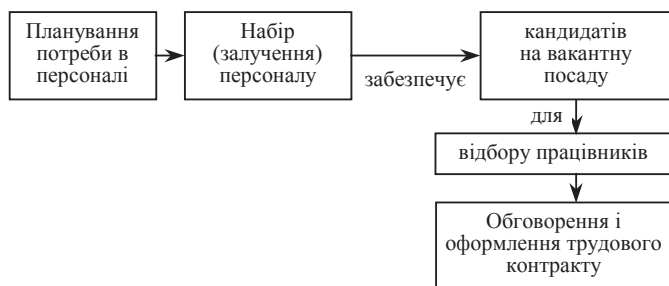 Планування
потреби в
персоналі
Набір
(залучення)
персоналу
забезпечує
кандидатів
на вакантну
посаду
для
відбору працівників
Обговорення і
оформлення трудового
контракту